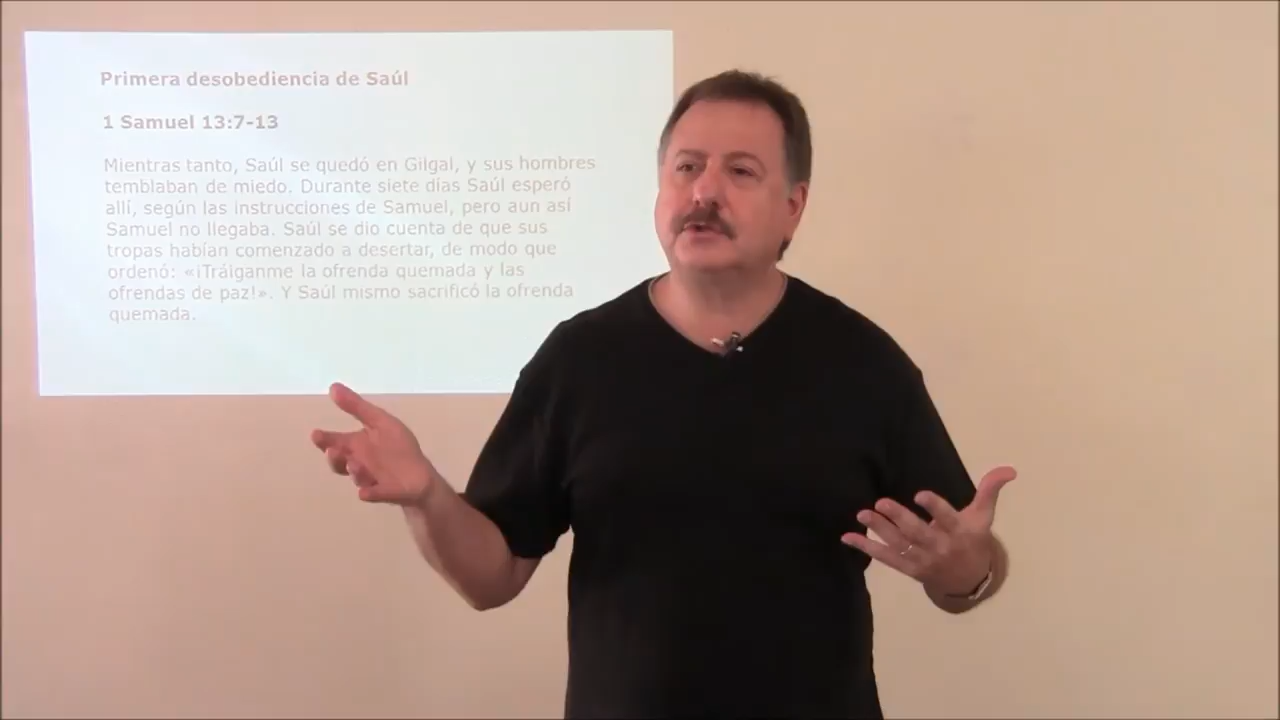 Primera desobediencia de Saúl
1 Samuel 13:7-13
Mientras tanto, Saúl se quedó en Gilgal, y sus hombres
temblaban de miedo. Durante siete días Saúl esperó
allí, según las instrucciones de Samuel, pero aun así
Samuel no llegaba. Saúl se dio cuenta de que sus
tropas habían comenzado a desertar, de modo que
ordenó: «¡Tráiganme la ofrenda quemada y las
ofrendas de paz!». Y Saúl mismo sacrificó la ofrenda
quemada.